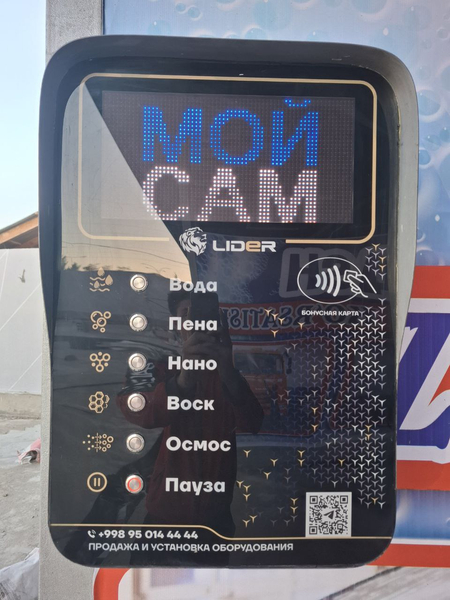 МОЙ
САМ
LIDER
Вода
Пена
Нано
Воск
Осмос
Пауза
БОНУСНАЯ КАРТА
+998 95 014 44 44
ПРОДАЖА И УСТАНОВКА ОБОРУДОВАНИЯ